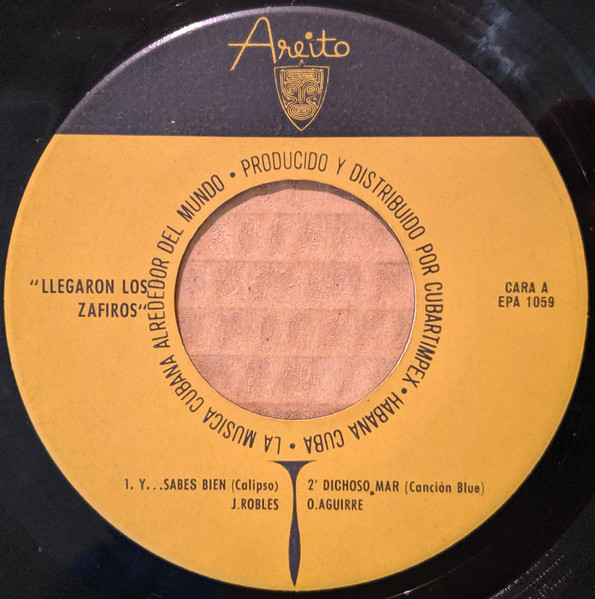 Areito
PRODUCIDO Y DISTRIBUIDO POR CUBARTIMPEX • HABANA CUBA • LA MUSICA CUBANA ALREDEDOR DEL MUNDO •
"LLEGARON LOS
ZAFIROS"
CARA A
EPA 1059
1. Y...SABES BIEN (Calipso)
J.ROBLES
2' DICHOSO MAR (Canción Blue)
O.AGUIRRE